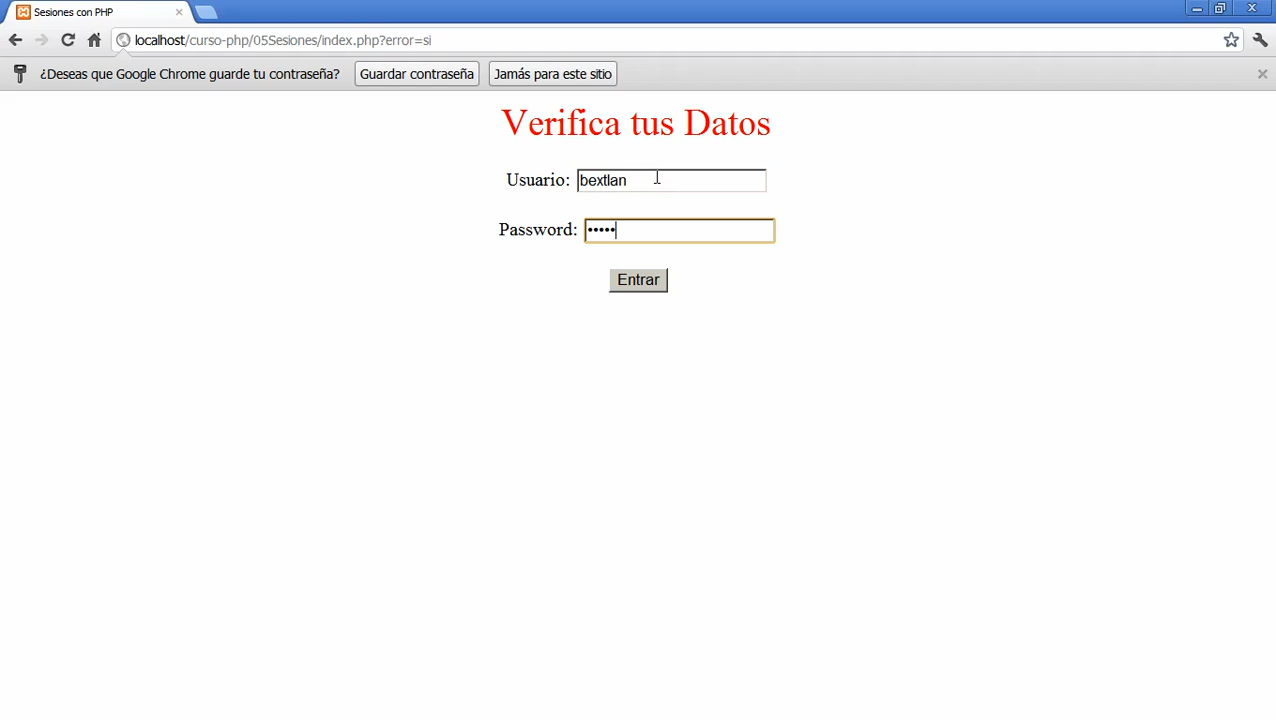 Sesiones con PHP
localhost/curso-php/05Sesiones/index.php?error=si
¿Deseas que Google Chrome guarde tu contraseña? Guardar contraseña Jamás para este sitio
Verifica tus Datos
Usuario: bextlan
Password: •••••
Entrar